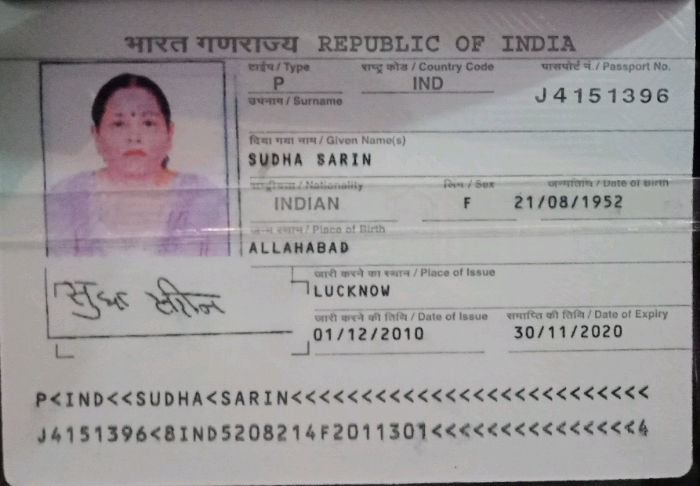 भारत गणराज्य REPUBLIC OF INDIA
टाईप / Type राष्ट्र कोड / Country Code पासपोर्ट नं. / Passport No.
P IND J4151396
उपनाम / Surname
दिया गया नाम / Given Name(s)
SUDHA SARIN
राष्ट्रीयता / Nationality लिंग / Sex जन्मतिथि / Date of Birth
INDIAN F 21/08/1952
जन्म स्थान / Place of Birth
ALLAHABAD
जारी करने का स्थान / Place of Issue
LUCKNOW
सुधा सरीन
जारी करने की तिथि / Date of Issue समाप्ति की तिथि / Date of Expiry
01/12/2010 30/11/2020
P<IND<<SUDHA<SARIN<<<<<<<<<<<<<<<<<<<<<<<<<<
J4151396<8IND5208214F2011301<<<<<<<<<<<<<<<4